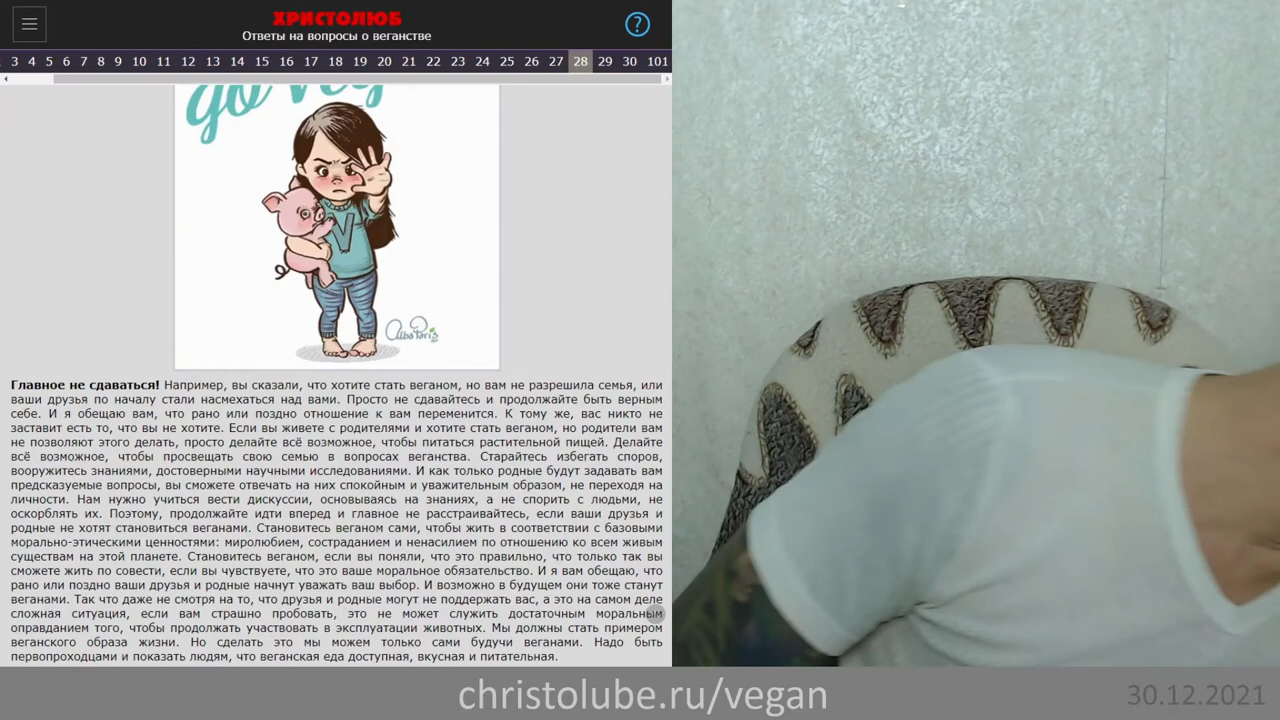 ХРИСТОЛЮБ
Ответы на вопросы о веганстве
3 4 5 6 7 8 9 10 11 12 13 14 15 16 17 18 19 20 21 22 23 24 25 26 27 28 29 30 101
go veg
V
Главное не сдаваться! Например, вы сказали, что хотите стать веганом, но вам не разрешила семья, или
ваши друзья по началу стали насмехаться над вами. Просто не сдавайтесь и продолжайте быть верным
себе. И я обещаю вам, что рано или поздно отношение к вам переменится. К тому же, вас никто не
заставит есть то, что вы не хотите. Если вы живете с родителями и хотите стать веганом, но родители вам
не позволяют этого делать, просто делайте всё возможное, чтобы питаться растительной пищей. Делайте
всё возможное, чтобы просвещать свою семью в вопросах веганства. Старайтесь избегать споров,
вооружитесь знаниями, достоверными научными исследованиями. И как только родные будут задавать вам
предсказуемые вопросы, вы сможете отвечать на них спокойным и уважительным образом, не переходя на
личности. Нам нужно учиться вести дискуссии, основываясь на знаниях, а не спорить с людьми, не
оскорблять их. Поэтому, продолжайте идти вперед и главное не расстраивайтесь, если ваши друзья и
родные не хотят становиться веганами. Становитесь веганом сами, чтобы жить в соответствии с базовыми
морально-этическими ценностями: миролюбием, состраданием и ненасилием по отношению ко всем живым
существам на этой планете. Становитесь веганом, если вы поняли, что это правильно, что только так вы
сможете жить по совести, если вы чувствуете, что это ваше моральное обязательство. И я вам обещаю, что
рано или поздно ваши друзья и родные начнут уважать ваш выбор. И возможно в будущем они тоже станут
веганами. Так что даже не смотря на то, что друзья и родные могут не поддержать вас, а это на самом деле
сложная ситуация, если вам страшно пробовать, это не может служить достаточным моральным
оправданием того, чтобы продолжать участвовать в эксплуатации животных. Мы должны стать примером
веганского образа жизни. Но сделать это мы можем только сами будучи веганами. Надо быть
первопроходцами и показать людям, что веганская еда доступная, вкусная и питательная.
christolube.ru/vegan
30.12.2021